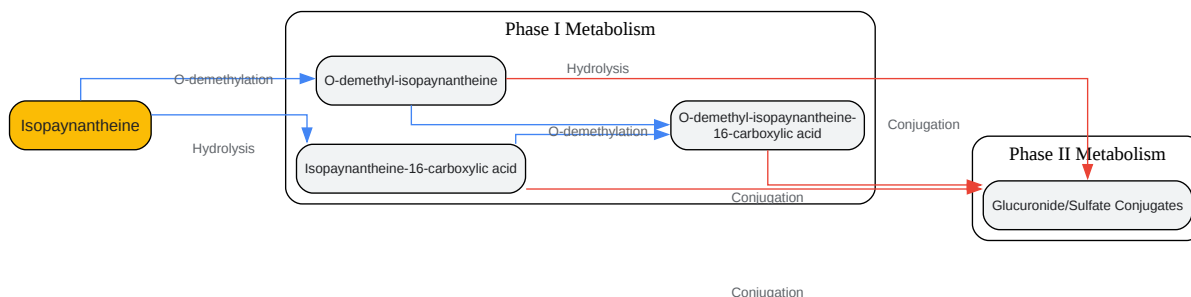 Phase I Metabolism
O-demethylation
O-demethyl-isopaynantheine
Hydrolysis
Isopaynantheine
O-demethyl-isopaynantheine-
16-carboxylic acid
O-demethylation
Conjugation
Hydrolysis
Isopaynantheine-16-carboxylic acid
Phase II Metabolism
Conjugation
Glucuronide/Sulfate Conjugates
Conjugation